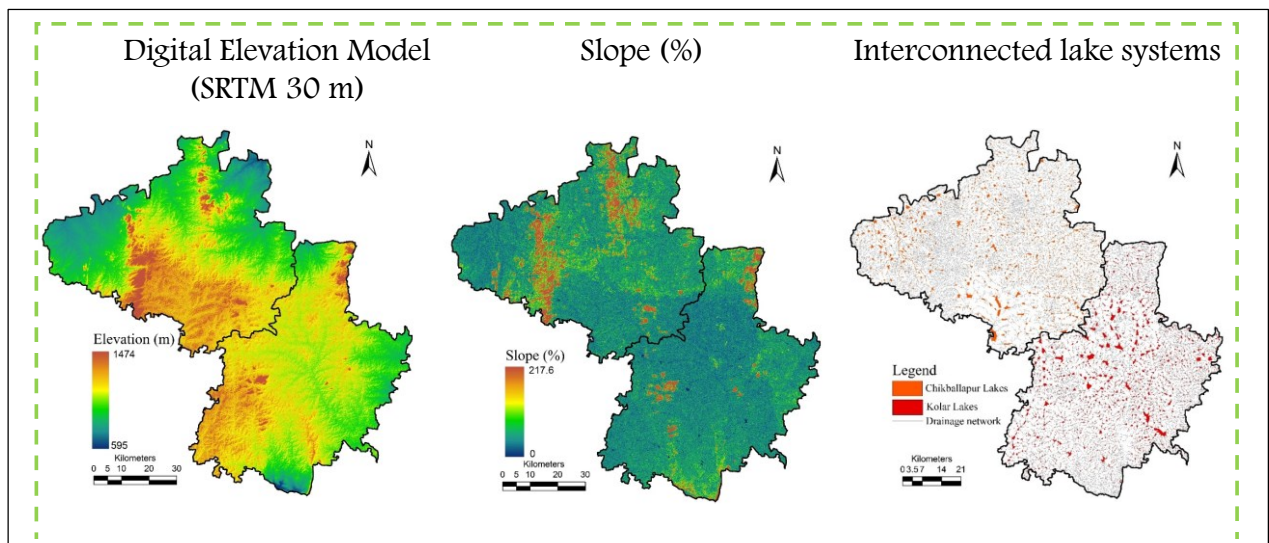 Digital Elevation Model
(SRTM 30 m)
Slope (%)
Interconnected lake systems
N
N
N
Elevation (m)
1474
595
Kilometers
0 5 10 20 30
Slope (%)
217.6
0
Kilometers
0 5 10 20 30
Legend
Chikballapur Lakes
Kolar Lakes
Drainage network
Kilometers
0 3.5 7 14 21